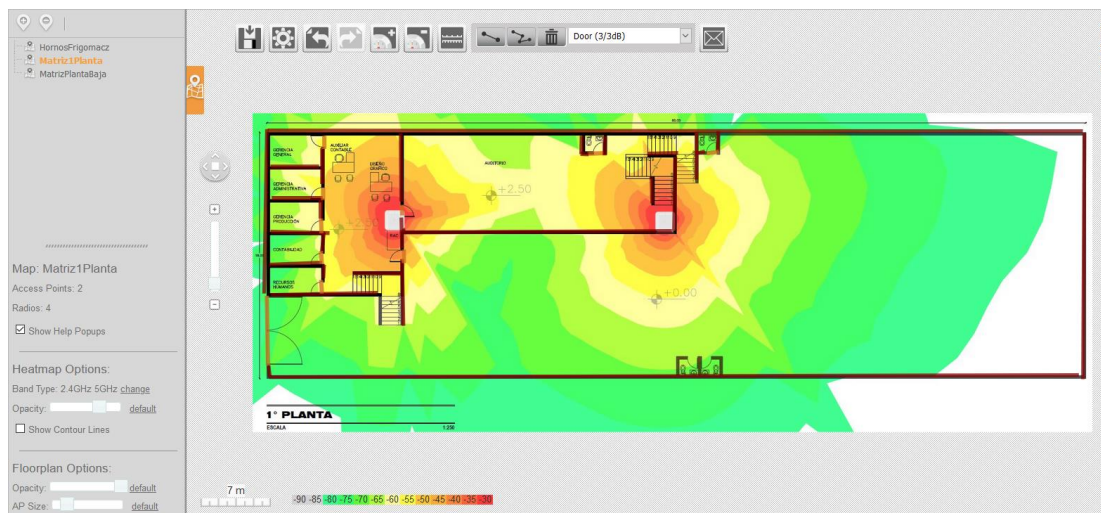 HornosFrigomacz
Matriz1Planta
MatrizPlantaBaja
Map: Matriz1Planta
Access Points: 2
Radios: 4
Show Help Popups
Heatmap Options:
Band Type: 2.4GHz 5GHz change
Opacity: default
Show Contour Lines
Floorplan Options:
Opacity: default
AP Size: default
Door (3/3dB)
GERENCIA
GENERAL
AUXILIAR
CONTABLE
DISEÑO
GRAFICO
AUDITORIO
GERENCIA
ADMINISTRATIVA
+2.50
GERENCIA
PRODUCCIÓN
CONTABILIDAD
RECURSOS
HUMANOS
+0.00
1° PLANTA
ESCALA 1:250
7 m
-90 -85 -80 -75 -70 -65 -60 -55 -50 -45 -40 -35 -30